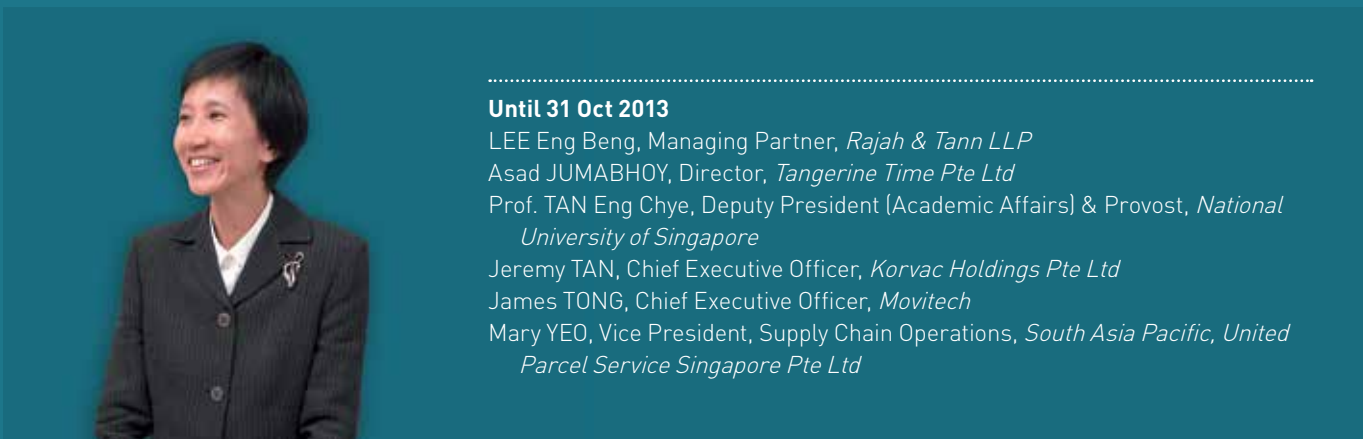 Until 31 Oct 2013
LEE Eng Beng, Managing Partner, Rajah & Tann LLP
Asad JUMABHOY, Director, Tangerine Time Pte Ltd
Prof. TAN Eng Chye, Deputy President (Academic Affairs) & Provost, National
University of Singapore
Jeremy TAN, Chief Executive Officer, Korvac Holdings Pte Ltd
James TONG, Chief Executive Officer, Movitech
Mary YEO, Vice President, Supply Chain Operations, South Asia Pacific, United
Parcel Service Singapore Pte Ltd